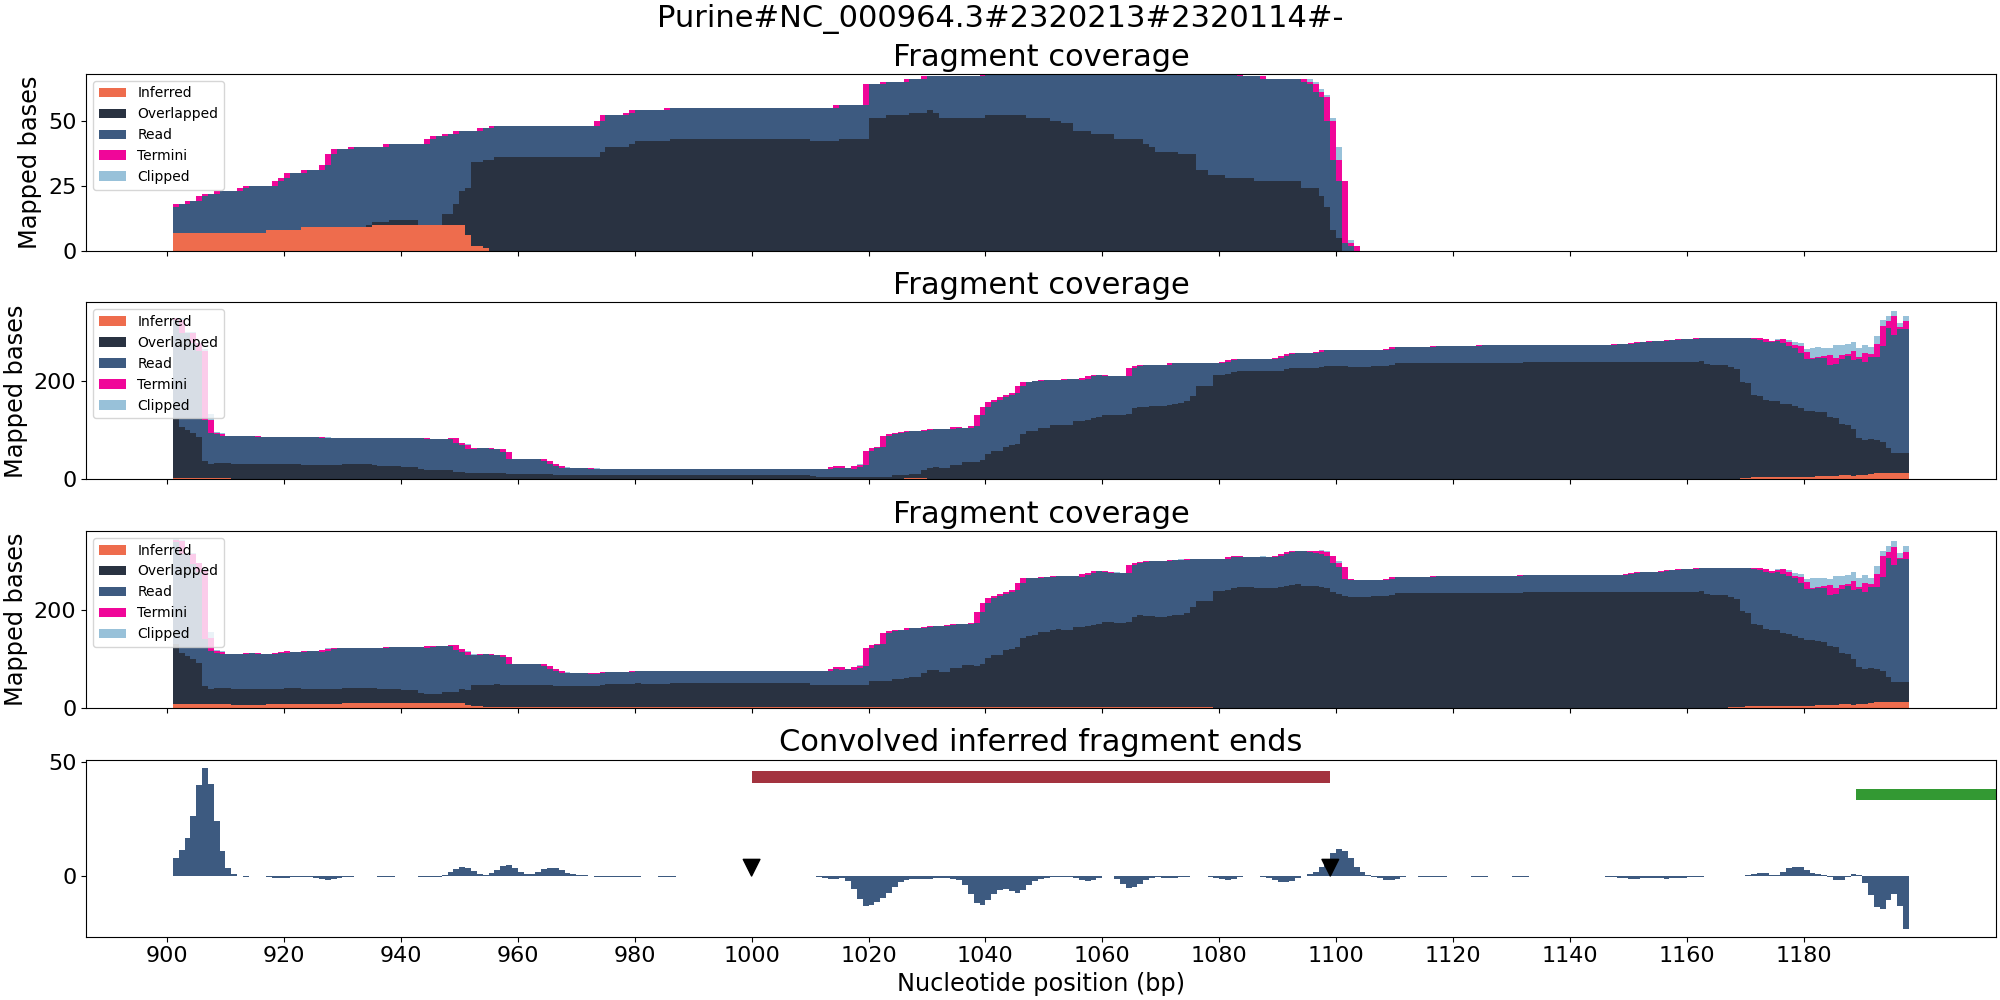 Purine#NC_000964.3#2320213#2320114#-
Fragment coverage
Mapped bases
50
25
0
Inferred
Overlapped
Read
Termini
Clipped
Fragment coverage
Mapped bases
200
0
Inferred
Overlapped
Read
Termini
Clipped
Fragment coverage
Mapped bases
200
0
Inferred
Overlapped
Read
Termini
Clipped
Convolved inferred fragment ends
50
0
900 920 940 960 980 1000 1020 1040 1060 1080 1100 1120 1140 1160 1180
Nucleotide position (bp)